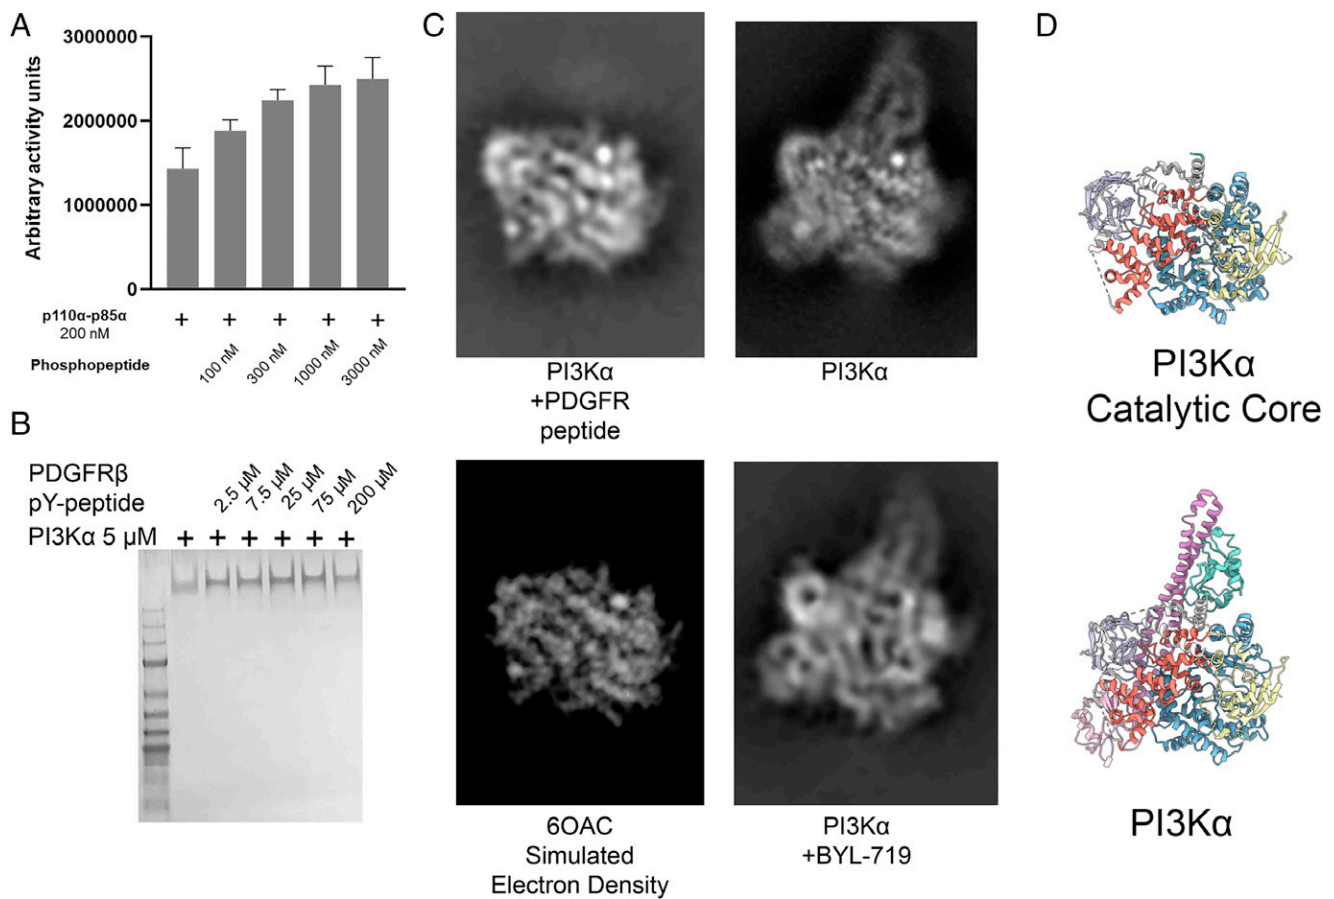 A
3000000
2000000
1000000
0
Arbitrary activity units
p110α-p85α
200 nM
+ + + + +
Phosphopeptide
100 nM
300 nM
1000 nM
3000 nM
B
PDGFRβ
pY-peptide
2.5 µM
7.5 µM
25 µM
75 µM
200 µM
PI3Kα 5 µM
+ + + + + +
C
PI3Kα
+PDGFR
peptide
PI3Kα
6OAC
Simulated
Electron Density
PI3Kα
+BYL-719
D
PI3Kα
Catalytic Core
PI3Kα